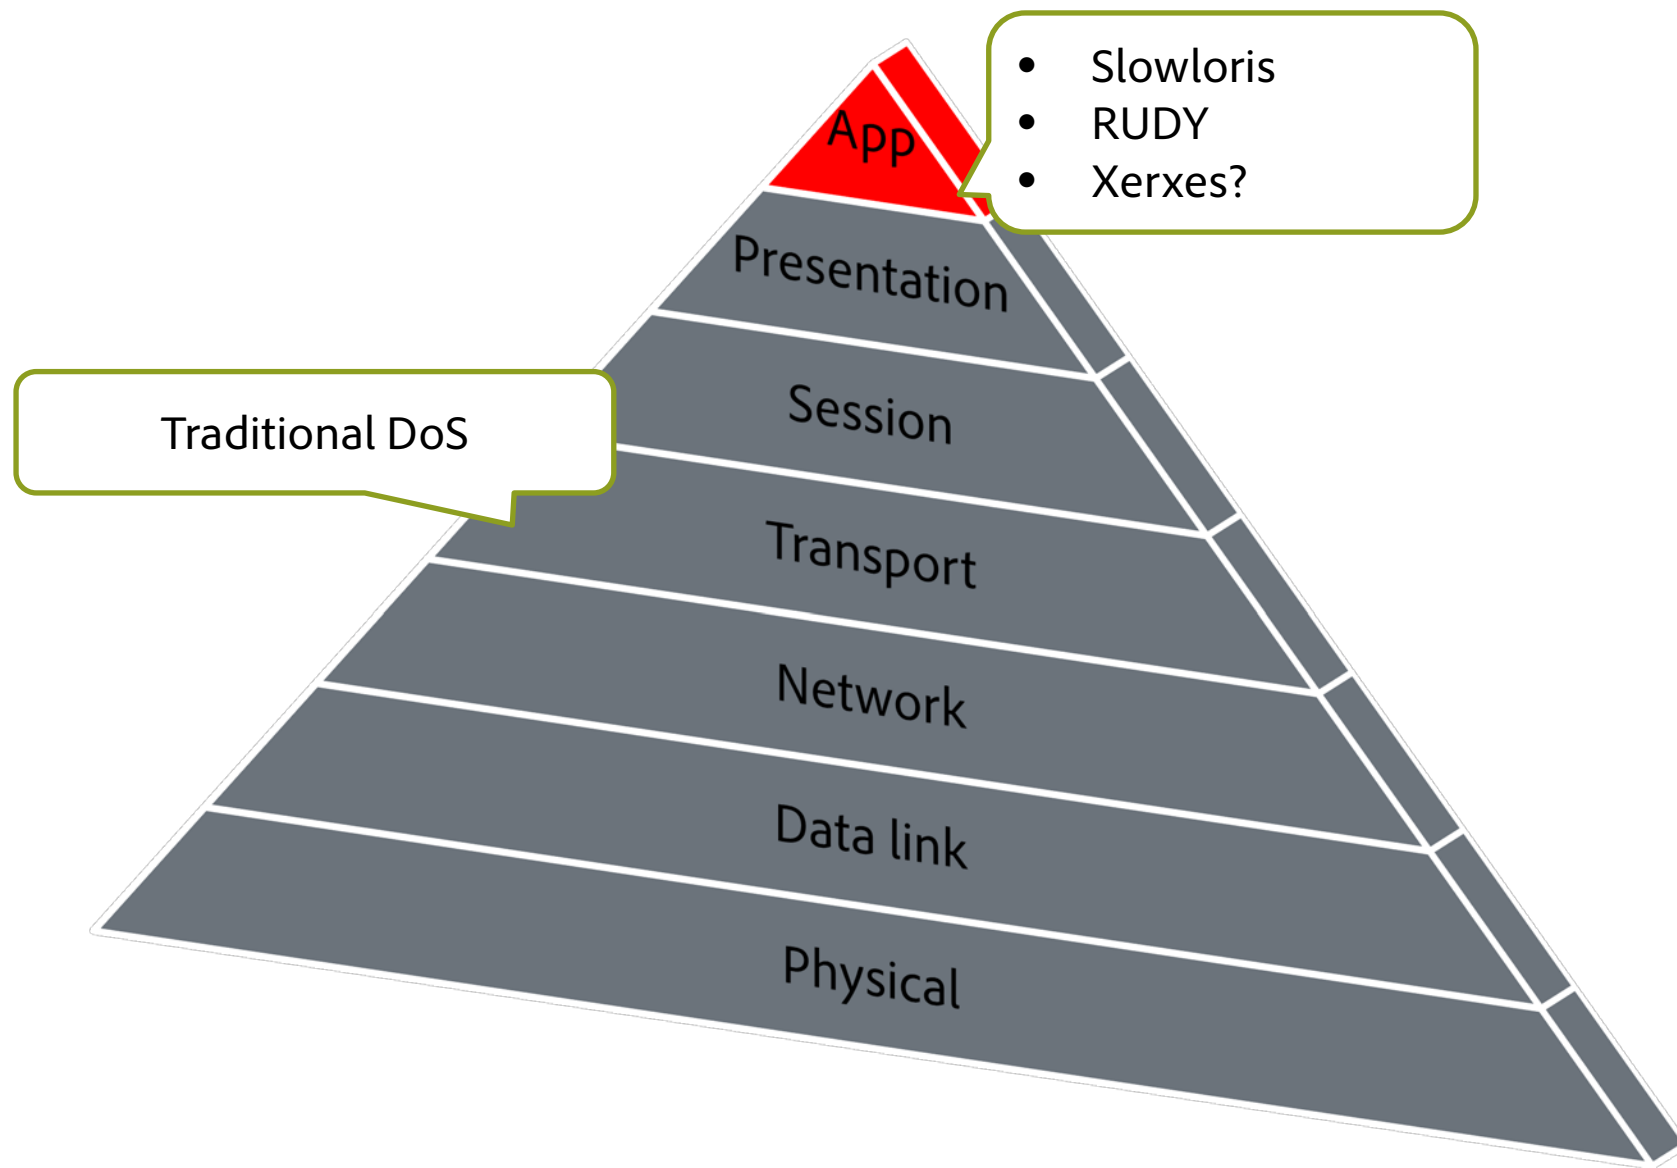 • Slowloris
• RUDY
• Xerxes?
App
Presentation
Traditional DoS
Session
Transport
Network
Data link
Physical